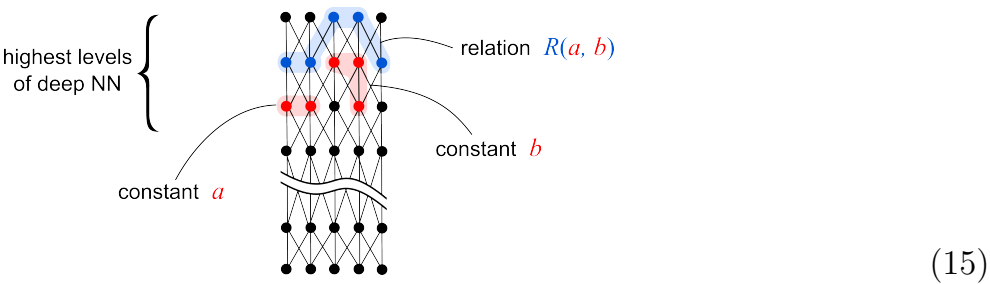 highest levels
of deep NN
relation R(a, b)
constant b
constant a
(15)